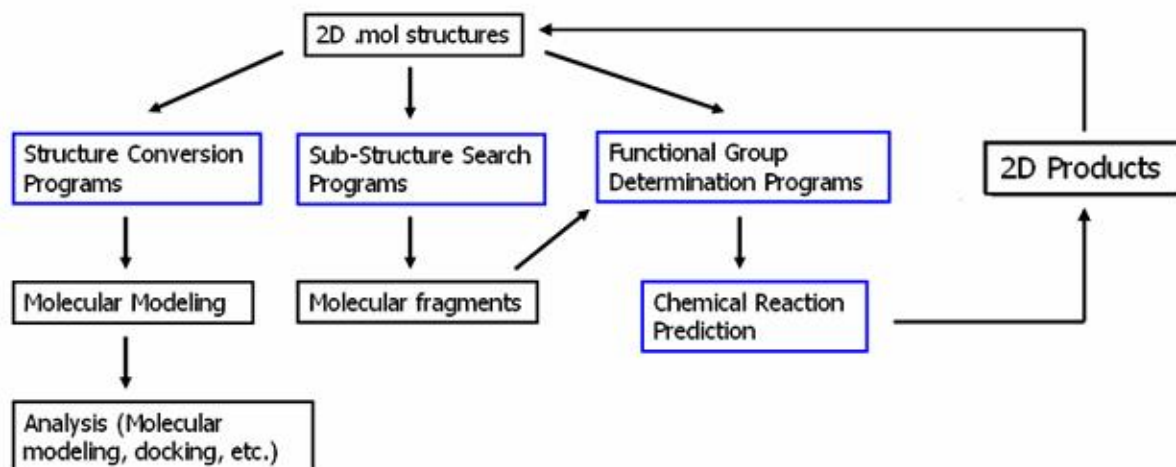 2D .mol structures
Structure Conversion
Programs
Sub-Structure Search
Programs
Functional Group
Determination Programs
2D Products
Molecular Modeling
Molecular fragments
Chemical Reaction
Prediction
Analysis (Molecular
modeling, docking, etc.)